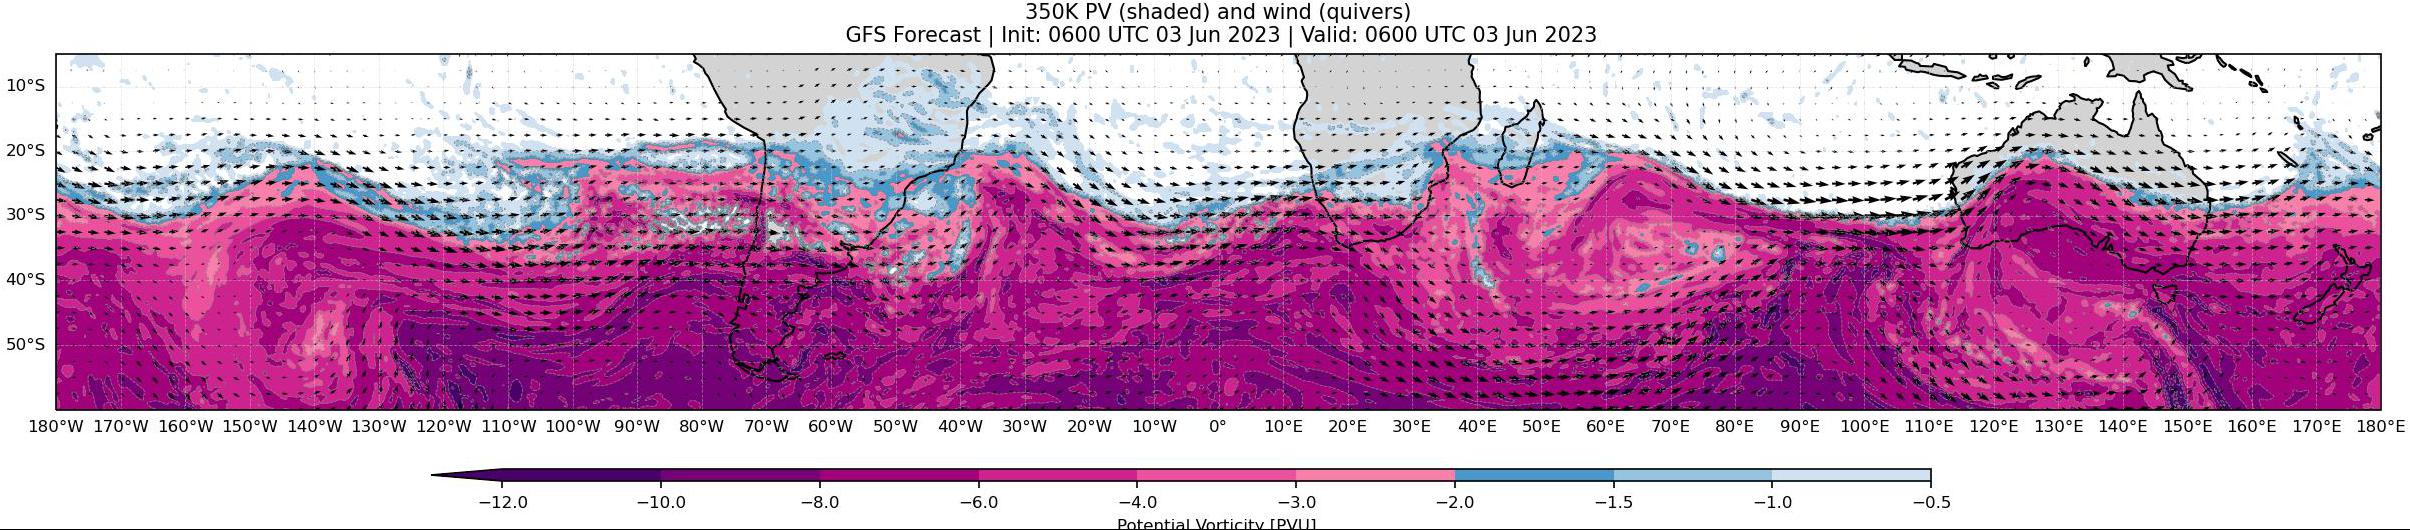 350K PV (shaded) and wind (quivers)
GFS Forecast | Init: 0600 UTC 03 Jun 2023 | Valid: 0600 UTC 03 Jun 2023
10°S
20°S
30°S
40°S
50°S
180°W 170°W 160°W 150°W 140°W 130°W 120°W 110°W 100°W 90°W 80°W 70°W 60°W 50°W 40°W 30°W 20°W 10°W 0° 10°E 20°E 30°E 40°E 50°E 60°E 70°E 80°E 90°E 100°E 110°E 120°E 130°E 140°E 150°E 160°E 170°E 180°E
−12.0 −10.0 −8.0 −6.0 −4.0 −3.0 −2.0 −1.5 −1.0 −0.5
Potential Vorticity [PVU]